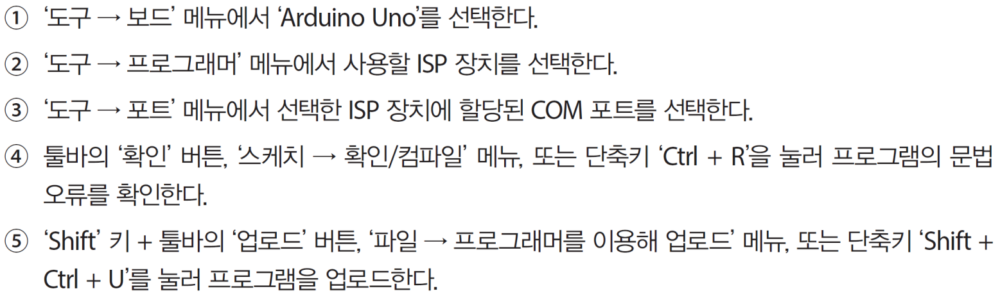 ① ‘도구 → 보드’ 메뉴에서 ‘Arduino Uno’를 선택한다.
② ‘도구 → 프로그래머’ 메뉴에서 사용할 ISP 장치를 선택한다.
③ ‘도구 → 포트’ 메뉴에서 선택한 ISP 장치에 할당된 COM 포트를 선택한다.
④ 툴바의 ‘확인’ 버튼, ‘스케치 → 확인/컴파일’ 메뉴, 또는 단축키 ‘Ctrl + R’을 눌러 프로그램의 문법
오류를 확인한다.
⑤ ‘Shift’ 키 + 툴바의 ‘업로드’ 버튼, ‘파일 → 프로그래머를 이용해 업로드’ 메뉴, 또는 단축키 ‘Shift +
Ctrl + U’를 눌러 프로그램을 업로드한다.